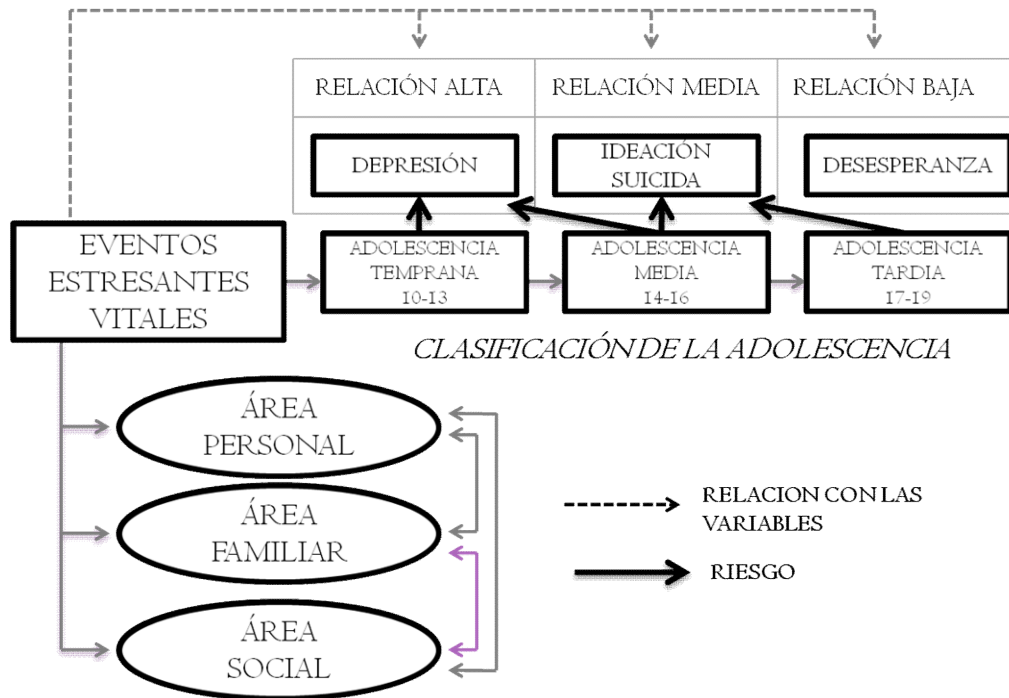 RELACIÓN ALTA
RELACIÓN MEDIA
RELACIÓN BAJA
DEPRESIÓN
IDEACIÓN
SUICIDA
DESESPERANZA
EVENTOS
ESTRESANTES
VITALES
ADOLESCENCIA
TEMPRANA
10-13
ADOLESCENCIA
MEDIA
14-16
ADOLESCENCIA
TARDIA
17-19
CLASIFICACIÓN DE LA ADOLESCENCIA
ÁREA
PERSONAL
ÁREA
FAMILIAR
ÁREA
SOCIAL
RELACION CON LAS
VARIABLES
RIESGO